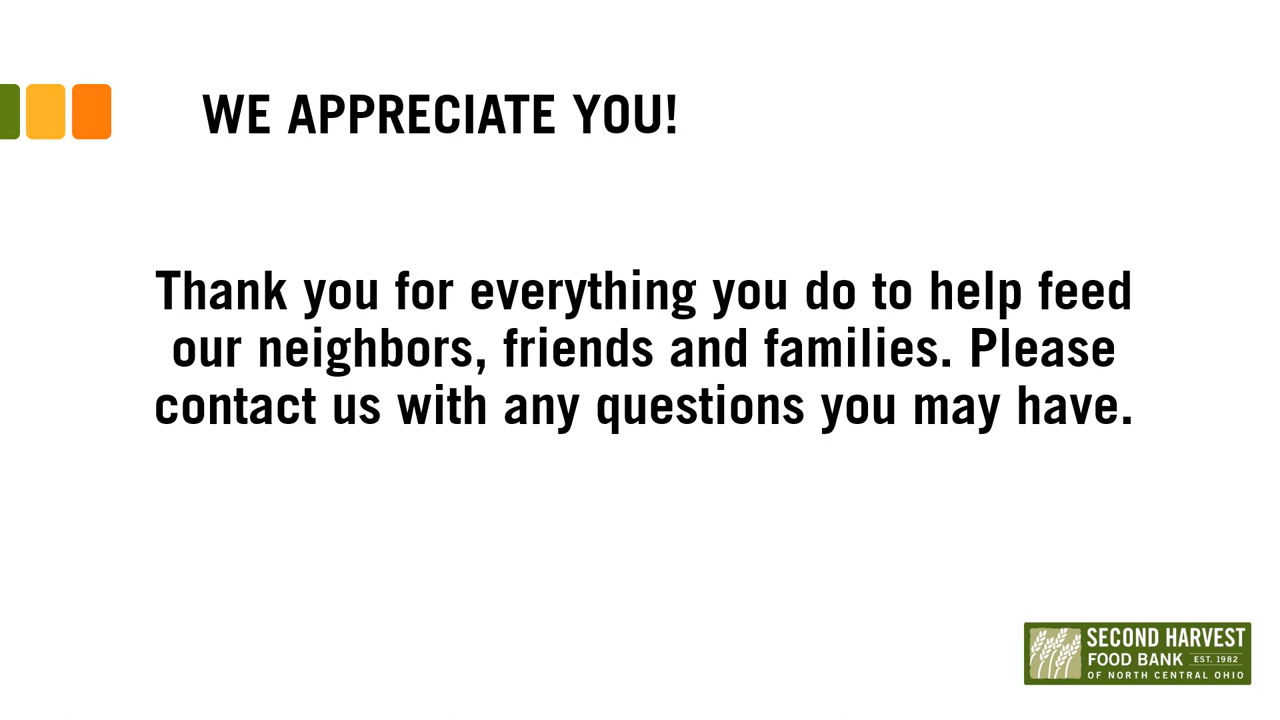 WE APPRECIATE YOU!
Thank you for everything you do to help feed
our neighbors, friends and families. Please
contact us with any questions you may have.
SECOND HARVEST
FOOD BANK EST. 1982
OF NORTH CENTRAL OHIO